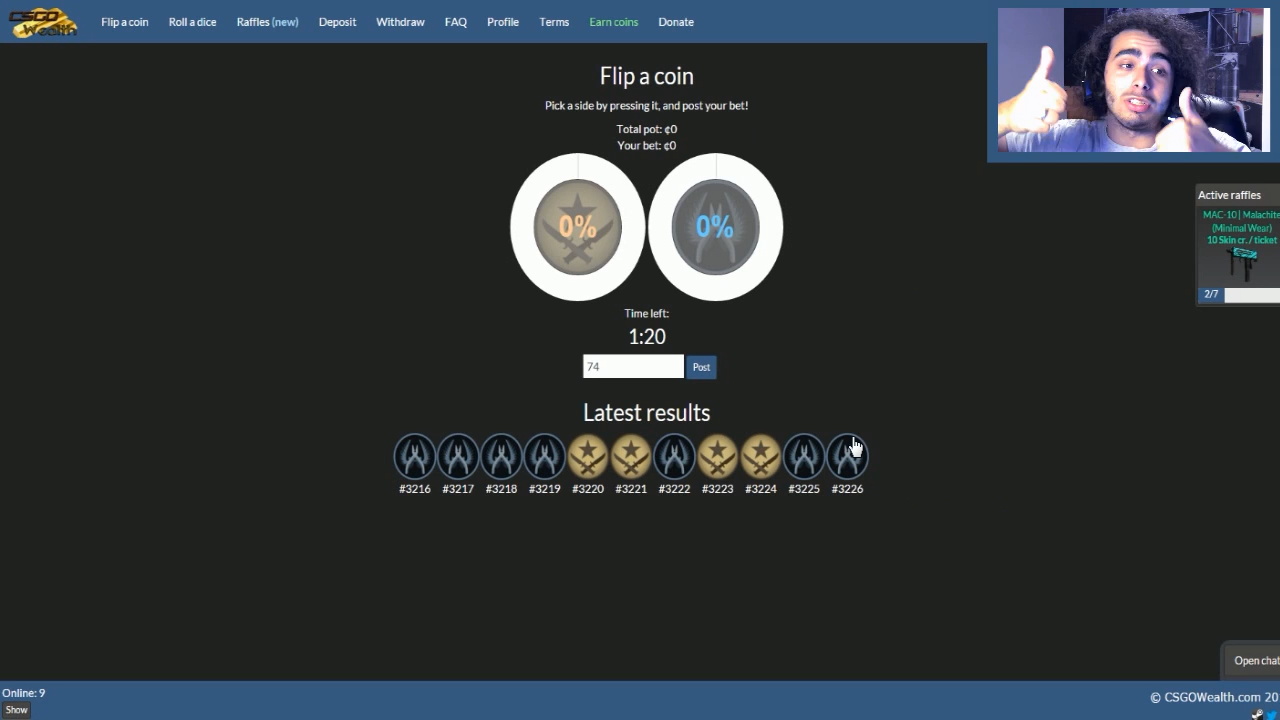 CSGO
Wealth
Flip a coin
Roll a dice
Raffles (new)
Deposit
Withdraw
FAQ
Profile
Terms
Earn coins
Donate
Flip a coin
Pick a side by pressing it, and post your bet!
Total pot: ¢0
Your bet: ¢0
0%
0%
Time left:
1:20
74
Post
Latest results
#3216
#3217
#3218
#3219
#3220
#3221
#3222
#3223
#3224
#3225
#3226
Active raffles
MAC-10 | Malachite
(Minimal Wear)
10 Skin cr. / ticket
2/7
Open chat
Online: 9
Show
© CSGOWealth.com 20